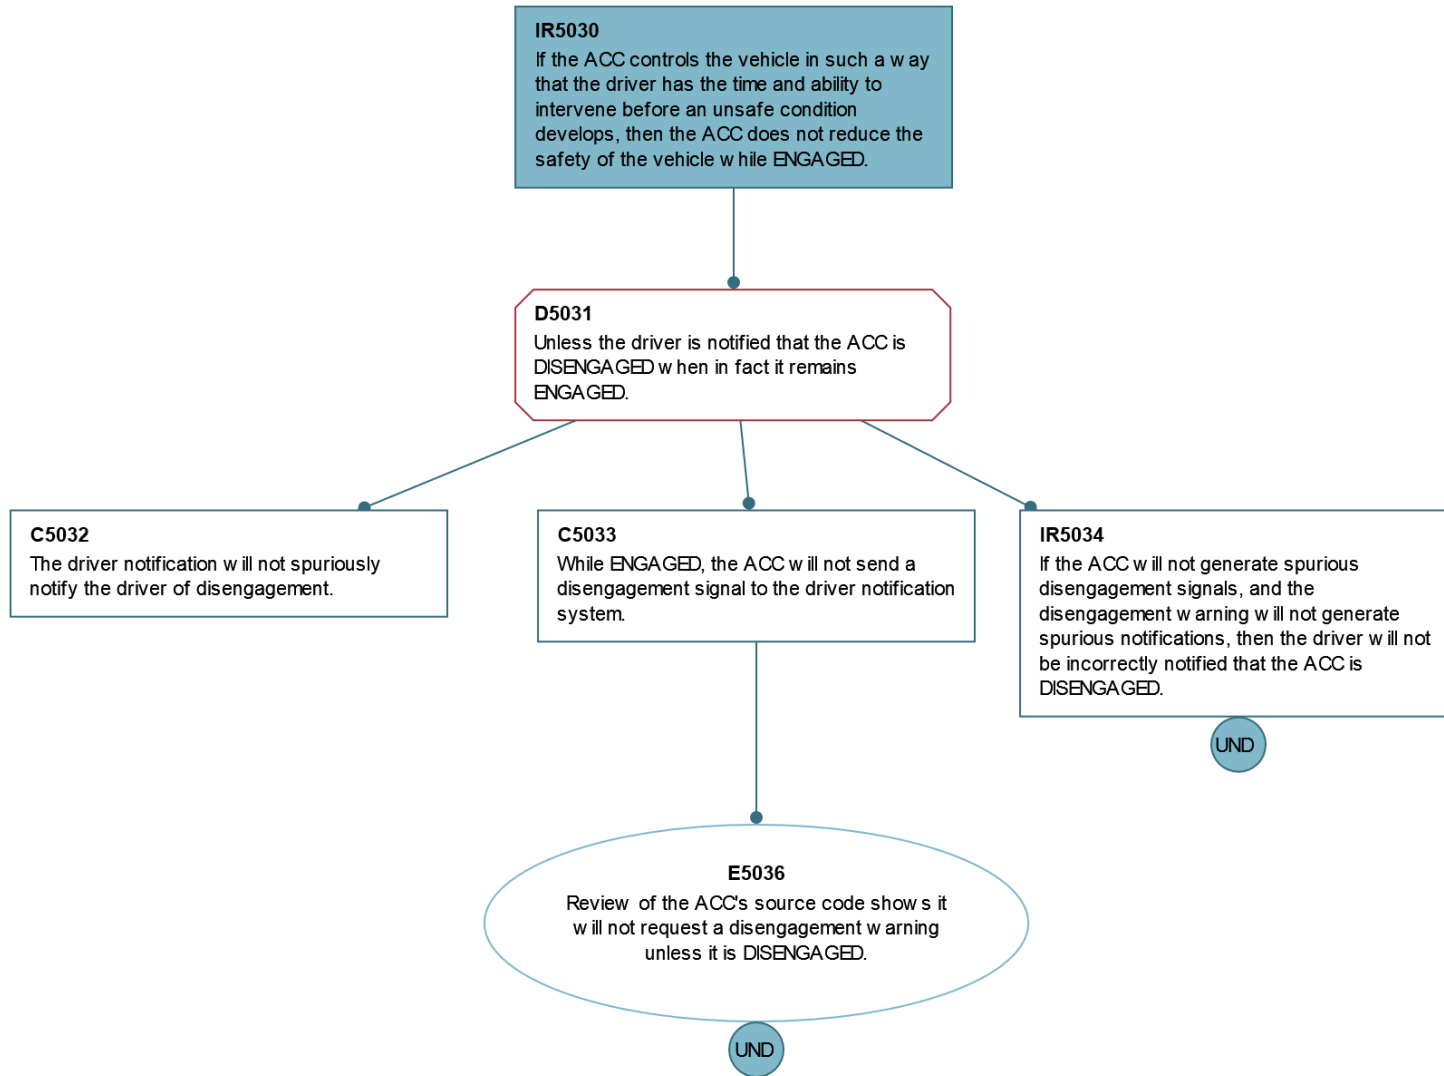 IR5030
If the ACC controls the vehicle in such a way
that the driver has the time and ability to
intervene before an unsafe condition
develops, then the ACC does not reduce the
safety of the vehicle while ENGAGED.
D5031
Unless the driver is notified that the ACC is
DISENGAGED when in fact it remains
ENGAGED.
C5032
The driver notification will not spuriously
notify the driver of disengagement.
C5033
While ENGAGED, the ACC will not send a
disengagement signal to the driver notification
system.
IR5034
If the ACC will not generate spurious
disengagement signals, and the
disengagement warning will not generate
spurious notifications, then the driver will not
be incorrectly notified that the ACC is
DISENGAGED.
UND
E5036
Review of the ACC's source code shows it
will not request a disengagement warning
unless it is DISENGAGED.
UND